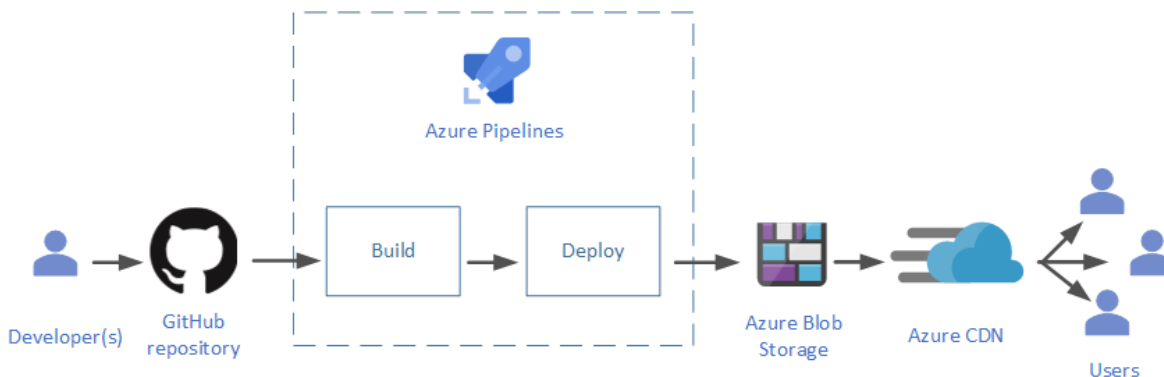 Azure Pipelines
Build
Deploy
Developer(s)
GitHub
repository
Azure Blob
Storage
Azure CDN
Users